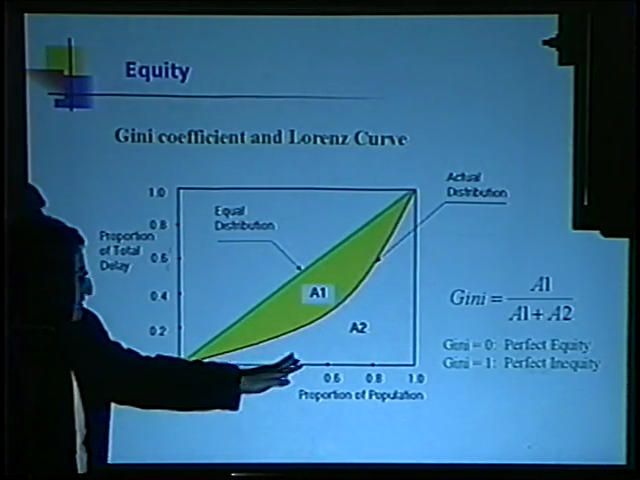 Equity
Gini coefficient and Lorenz Curve
Actual
Distribution
Equal
Distribution
Proportion
of Total
Delay
1.0
0.8
0.6
0.4
0.2
A1
A2
0.6 0.8 1.0
Proportion of Population
Gini = A1
A1 + A2
Gini = 0: Perfect Equity
Gini = 1: Perfect Inequity